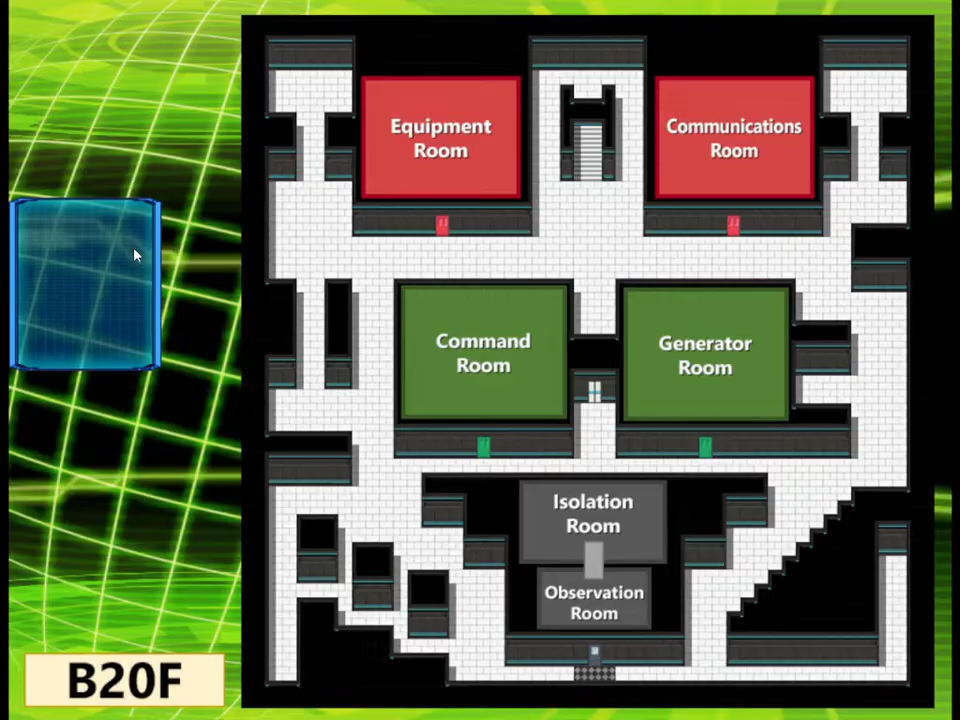 Equipment
Room
Communications
Room
Command
Room
Generator
Room
Isolation
Room
Observation
Room
B20F